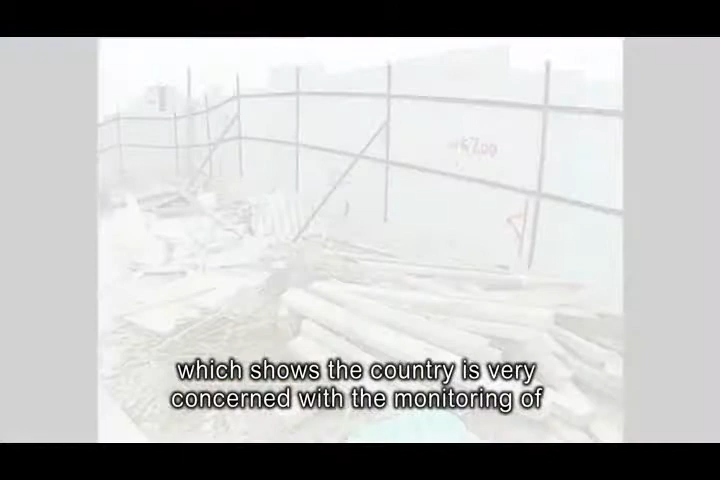 which shows the country is very
concerned with the monitoring of